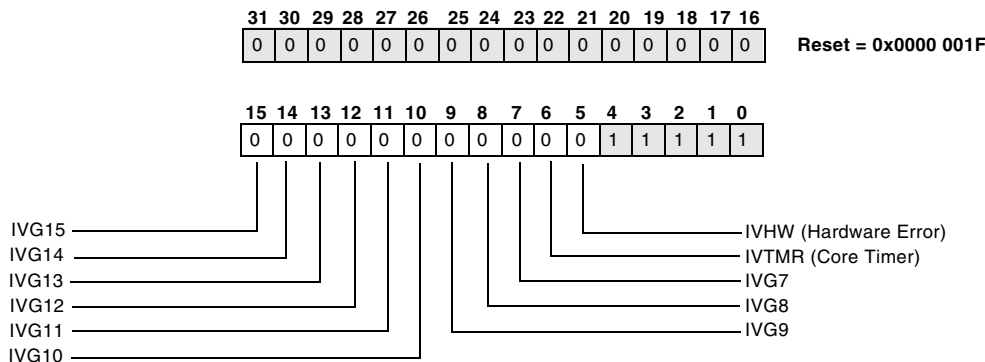 31 30 29 28 27 26 25 24 23 22 21 20 19 18 17 16
0 0 0 0 0 0 0 0 0 0 0 0 0 0 0 0
Reset = 0x0000 001F
15 14 13 12 11 10 9 8 7 6 5 4 3 2 1 0
0 0 0 0 0 0 0 0 0 0 0 1 1 1 1 1
IVG15
IVG14
IVG13
IVG12
IVG11
IVG10
IVHW (Hardware Error)
IVTMR (Core Timer)
IVG7
IVG8
IVG9